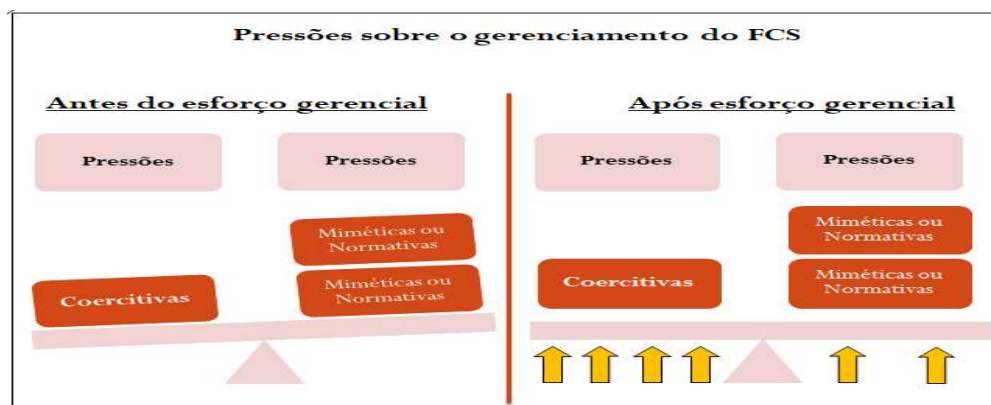 Pressões sobre o gerenciamento do FCS
Antes do esforço gerencial
Pressões
Pressões
Miméticas ou
Normativas
Coercitivas
Miméticas ou
Normativas
Após esforço gerencial
Pressões
Pressões
Miméticas ou
Normativas
Coercitivas
Miméticas ou
Normativas